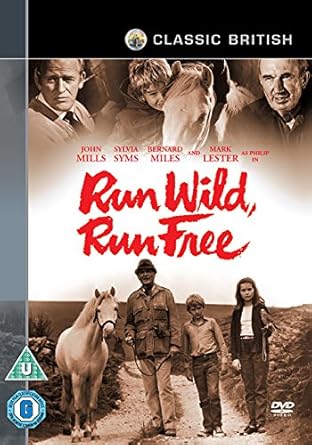 CLASSIC BRITISH
JOHN MILLS
SYLVIA SYMS
BERNARD MILES
AND
MARK LESTER
AS PHILIP IN
Run Wild,
Run Free
U
DVD
VIDEO